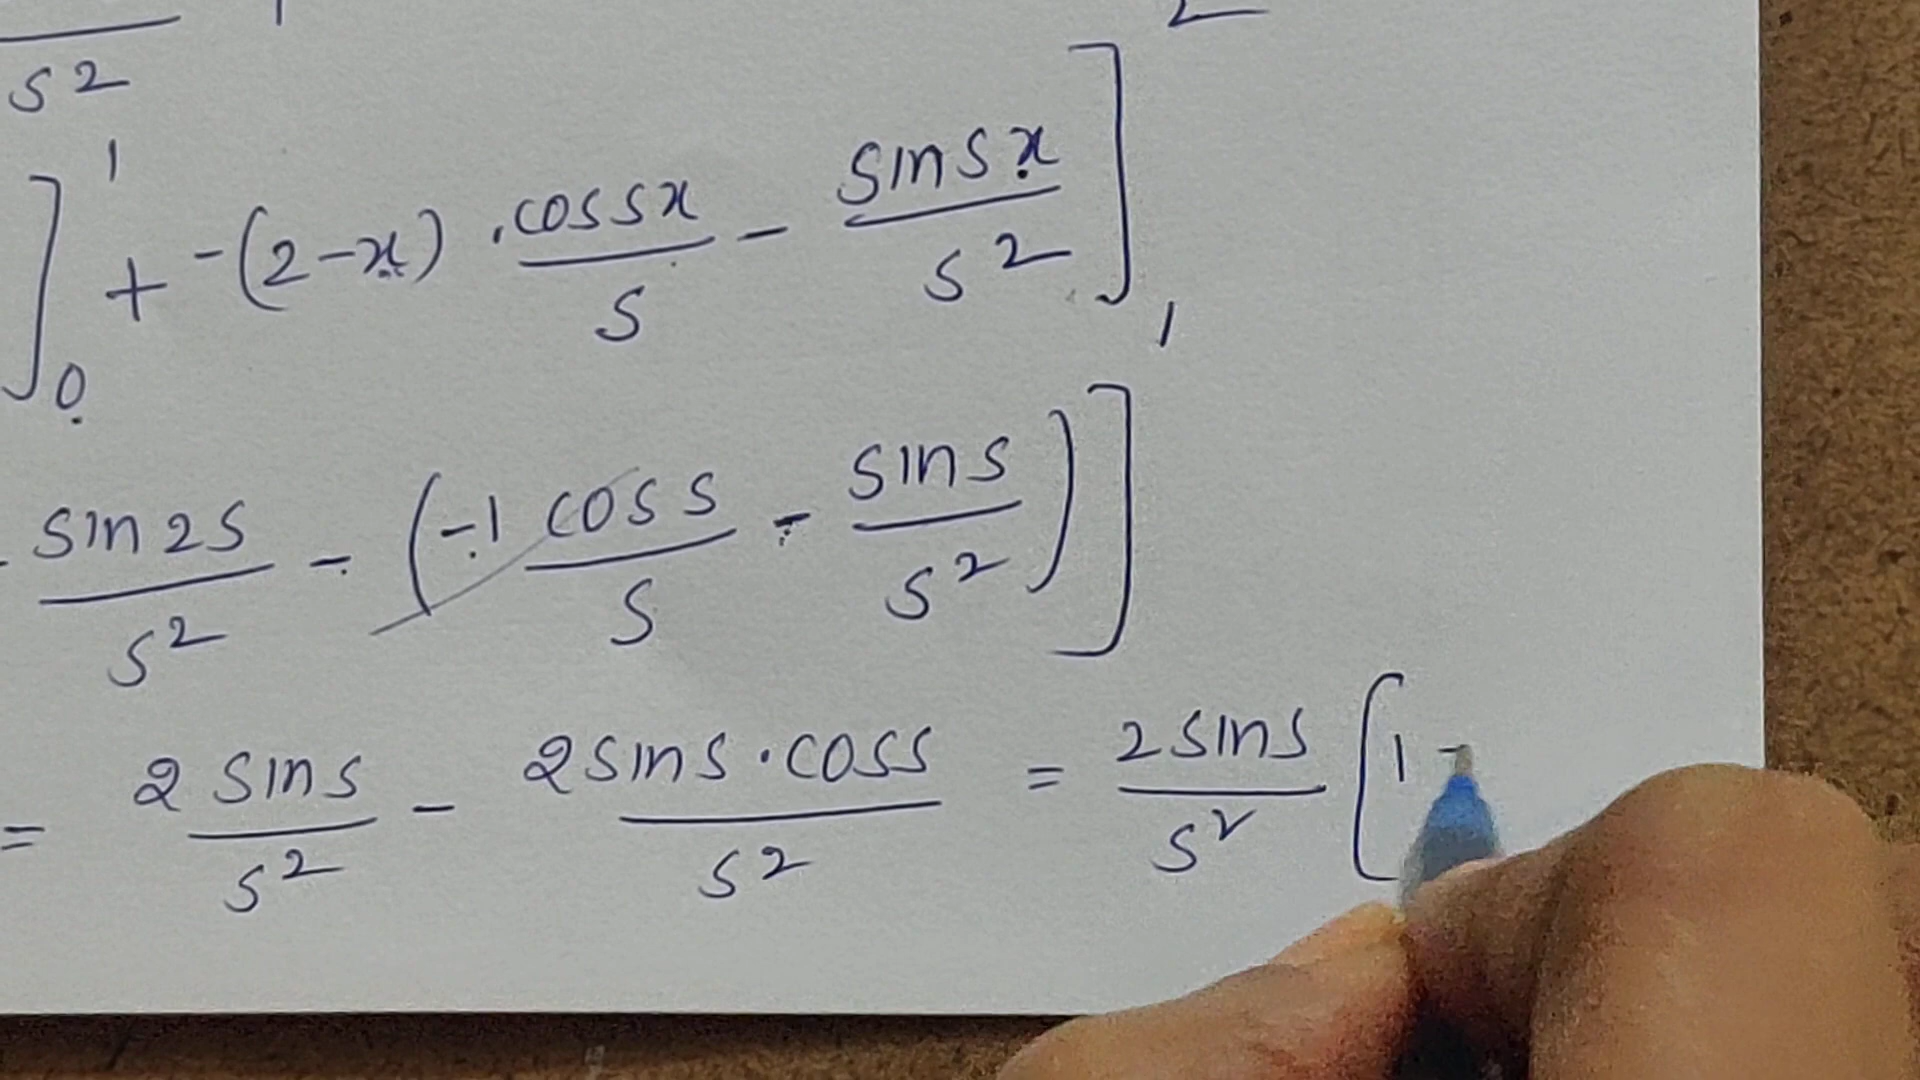 s² 2
]₀¹ + -(2-x) . cos sx / s - sin sx / s² ]₁
sin 2s / s² - (-1 cos s / s - sin s / s²)]
= 2 sin s / s² - 2 sin s . cos s / s² = 2 sin s / s² [1 -